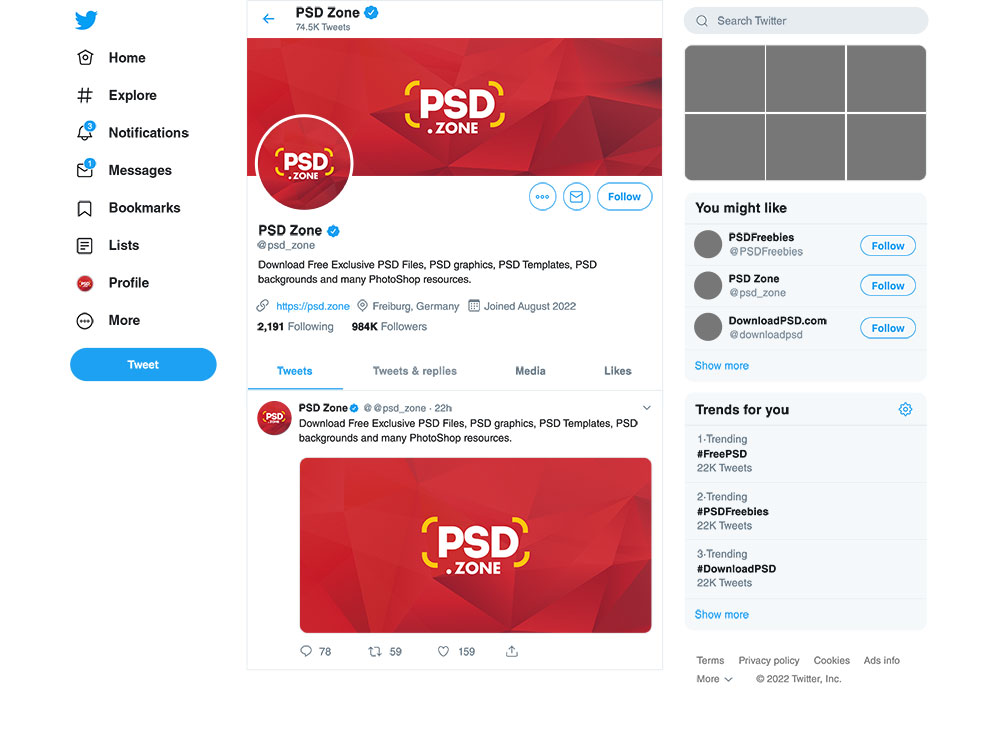 Home
Explore
3
Notifications
1
Messages
Bookmarks
Lists
PSD
Profile
More
Tweet
PSD Zone
74.5K Tweets
PSD
.ZONE
PSD
.ZONE
Follow
PSD Zone
@psd_zone
Download Free Exclusive PSD Files, PSD graphics, PSD Templates, PSD
backgrounds and many PhotoShop resources.
https://psd.zone Freiburg, Germany Joined August 2022
2,191 Following 984K Followers
Tweets Tweets & replies Media Likes
PSD
.ZONE
PSD Zone @@psd_zone · 22h
Download Free Exclusive PSD Files, PSD graphics, PSD Templates, PSD
backgrounds and many PhotoShop resources.
PSD
.ZONE
78 59 159
Search Twitter
You might like
PSDFreebies
@PSDFreebies
Follow
PSD Zone
@psd_zone
Follow
DownloadPSD.com
@downloadpsd
Follow
Show more
Trends for you
1·Trending
#FreePSD
22K Tweets
2·Trending
#PSDFreebies
22K Tweets
3·Trending
#DownloadPSD
22K Tweets
Show more
Terms Privacy policy Cookies Ads info
More © 2022 Twitter, Inc.